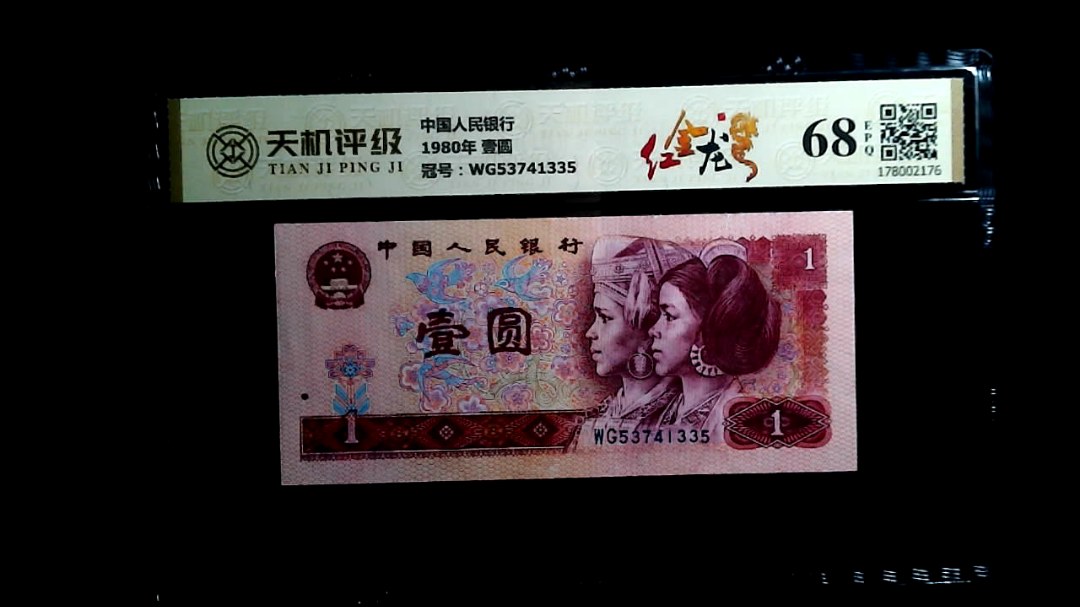 天机评级
TIAN JI PING JI
中国人民银行
1980年 壹圆
冠号：WG53741335
红金龙
68
EPQ
178002176
中国人民银行
1
壹圆
1
WG53741335
1